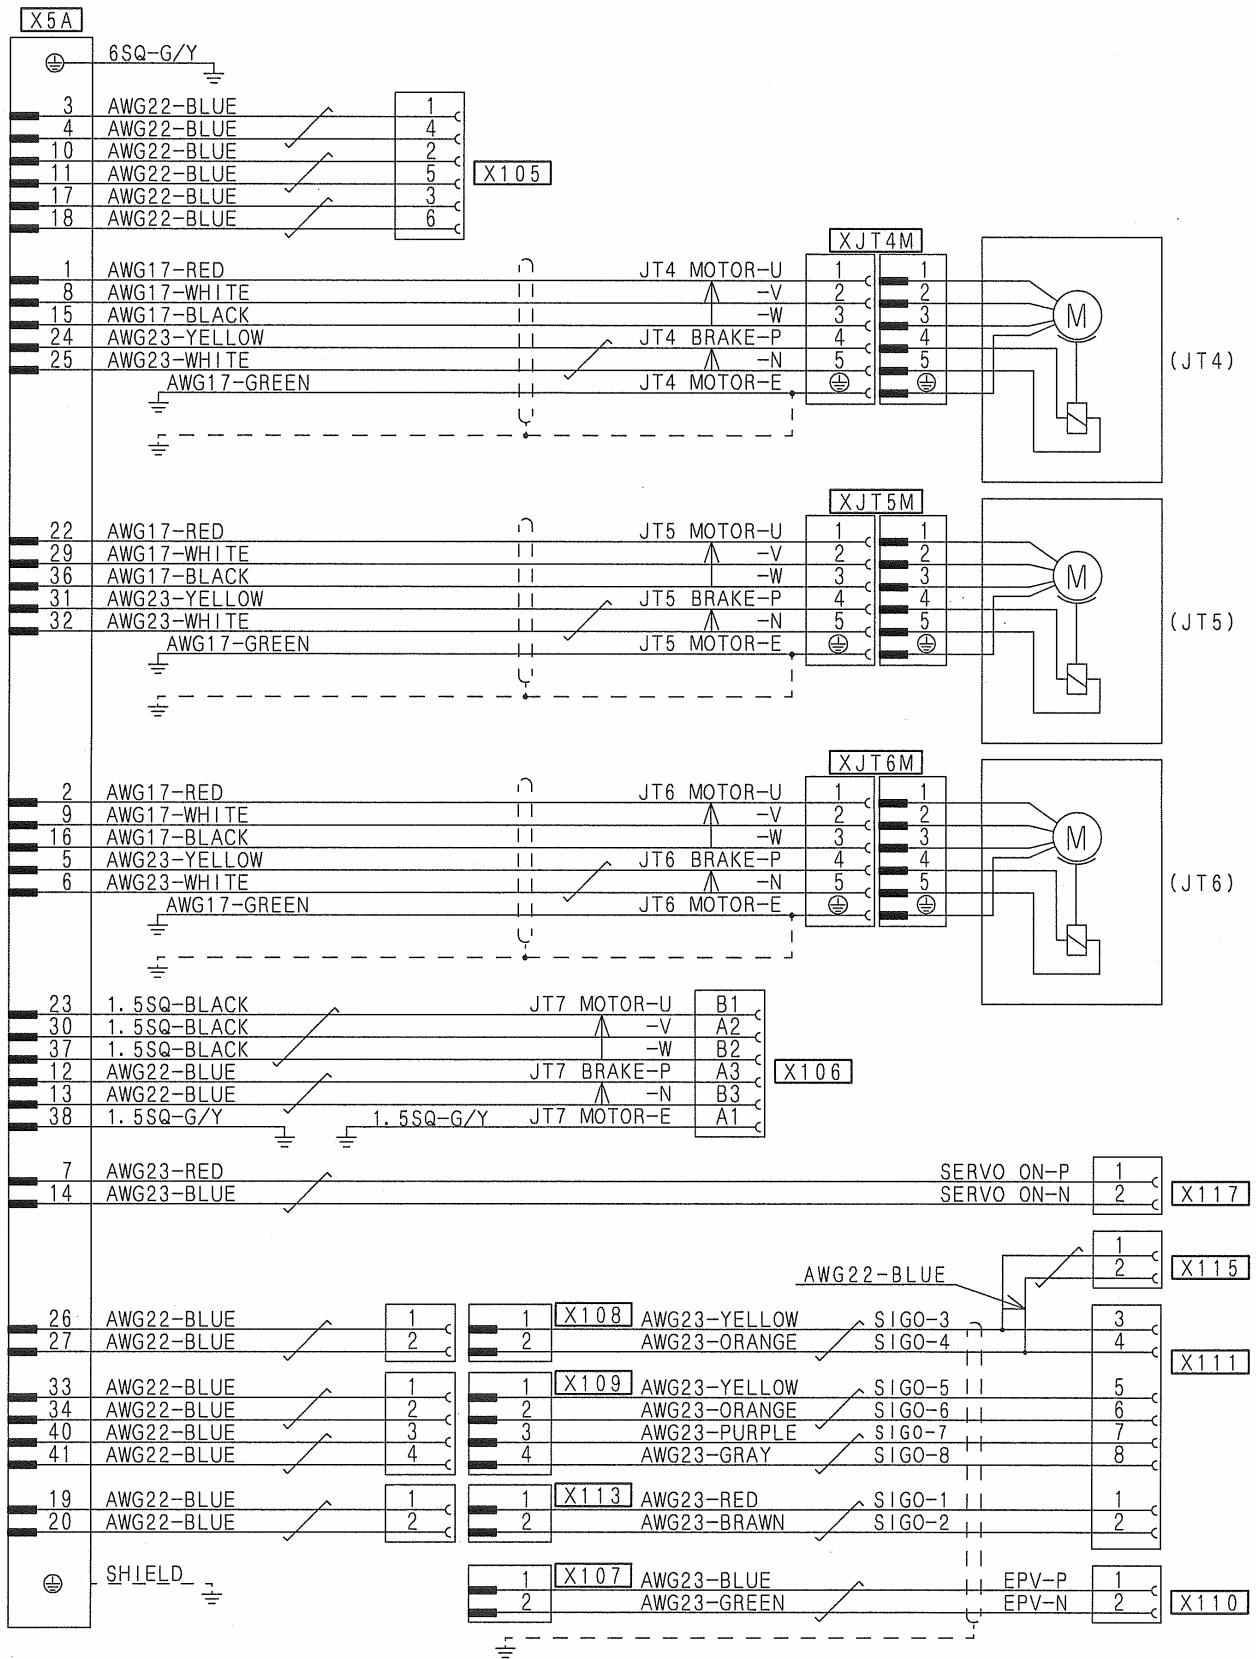 X5A
6SQ-G/Y
3 AWG22-BLUE 1
4 AWG22-BLUE 4
10 AWG22-BLUE 2
11 AWG22-BLUE 5 X105
17 AWG22-BLUE 3
18 AWG22-BLUE 6
XJT4M
1 AWG17-RED JT4 MOTOR-U 1 1
8 AWG17-WHITE -V 2 2 M
15 AWG17-BLACK -W 3 3
24 AWG23-YELLOW JT4 BRAKE-P 4 4
25 AWG23-WHITE -N 5 5 (JT4)
AWG17-GREEN JT4 MOTOR-E
XJT5M
22 AWG17-RED JT5 MOTOR-U 1 1
29 AWG17-WHITE -V 2 2
36 AWG17-BLACK -W 3 3 M
31 AWG23-YELLOW JT5 BRAKE-P 4 4
32 AWG23-WHITE -N 5 5 (JT5)
AWG17-GREEN JT5 MOTOR-E
XJT6M
2 AWG17-RED JT6 MOTOR-U 1 1
9 AWG17-WHITE -V 2 2
16 AWG17-BLACK -W 3 3 M
5 AWG23-YELLOW JT6 BRAKE-P 4 4
6 AWG23-WHITE -N 5 5 (JT6)
AWG17-GREEN JT6 MOTOR-E
23 1.5SQ-BLACK JT7 MOTOR-U B1
30 1.5SQ-BLACK -V A2
37 1.5SQ-BLACK -W B2
12 AWG22-BLUE JT7 BRAKE-P A3 X106
13 AWG22-BLUE -N B3
38 1.5SQ-G/Y 1.5SQ-G/Y JT7 MOTOR-E A1
7 AWG23-RED SERVO ON-P 1
14 AWG23-BLUE SERVO ON-N 2 X117
1
AWG22-BLUE 2 X115
26 AWG22-BLUE 1 1 X108 AWG23-YELLOW SIGO-3 3
27 AWG22-BLUE 2 2 AWG23-ORANGE SIGO-4 4
X111
33 AWG22-BLUE 1 1 X109 AWG23-YELLOW SIGO-5 5
34 AWG22-BLUE 2 2 AWG23-ORANGE SIGO-6 6
40 AWG22-BLUE 3 3 AWG23-PURPLE SIGO-7 7
41 AWG22-BLUE 4 4 AWG23-GRAY SIGO-8 8
19 AWG22-BLUE 1 1 X113 AWG23-RED SIGO-1 1
20 AWG22-BLUE 2 2 AWG23-BRAWN SIGO-2 2
SHIELD 1 X107 AWG23-BLUE EPV-P 1
2 AWG23-GREEN EPV-N 2 X110